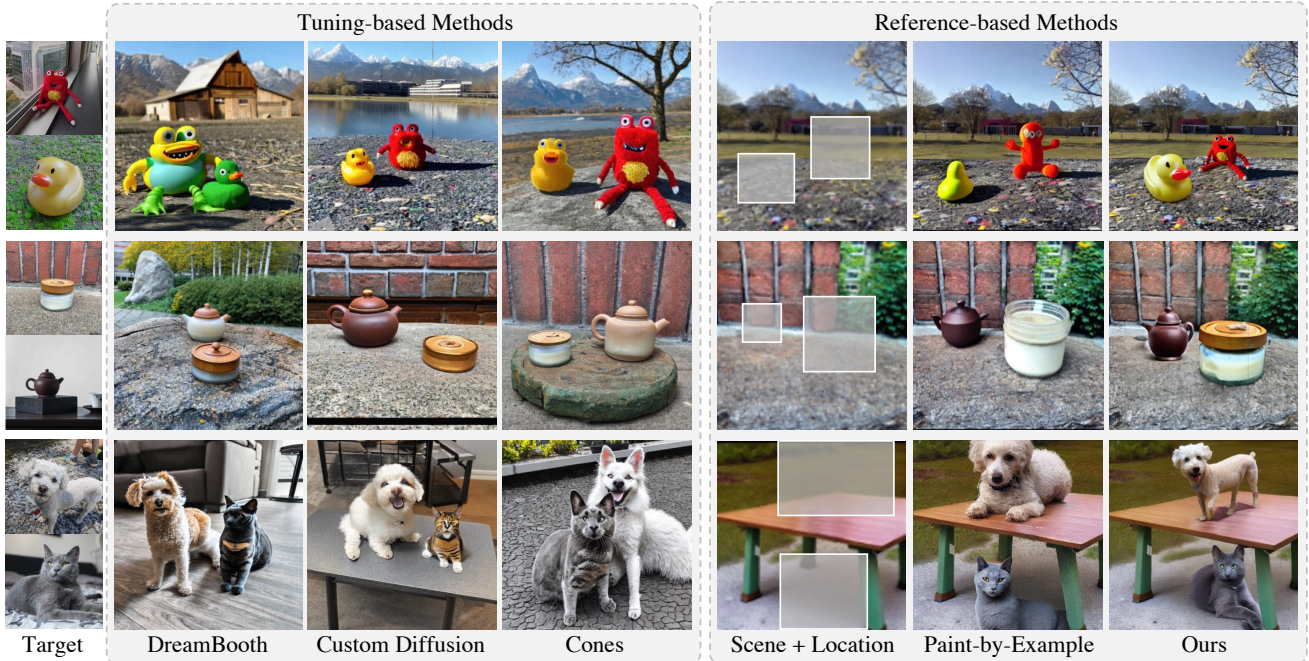 Tuning-based Methods
Reference-based Methods
Target
DreamBooth
Custom Diffusion
Cones
Scene + Location
Paint-by-Example
Ours